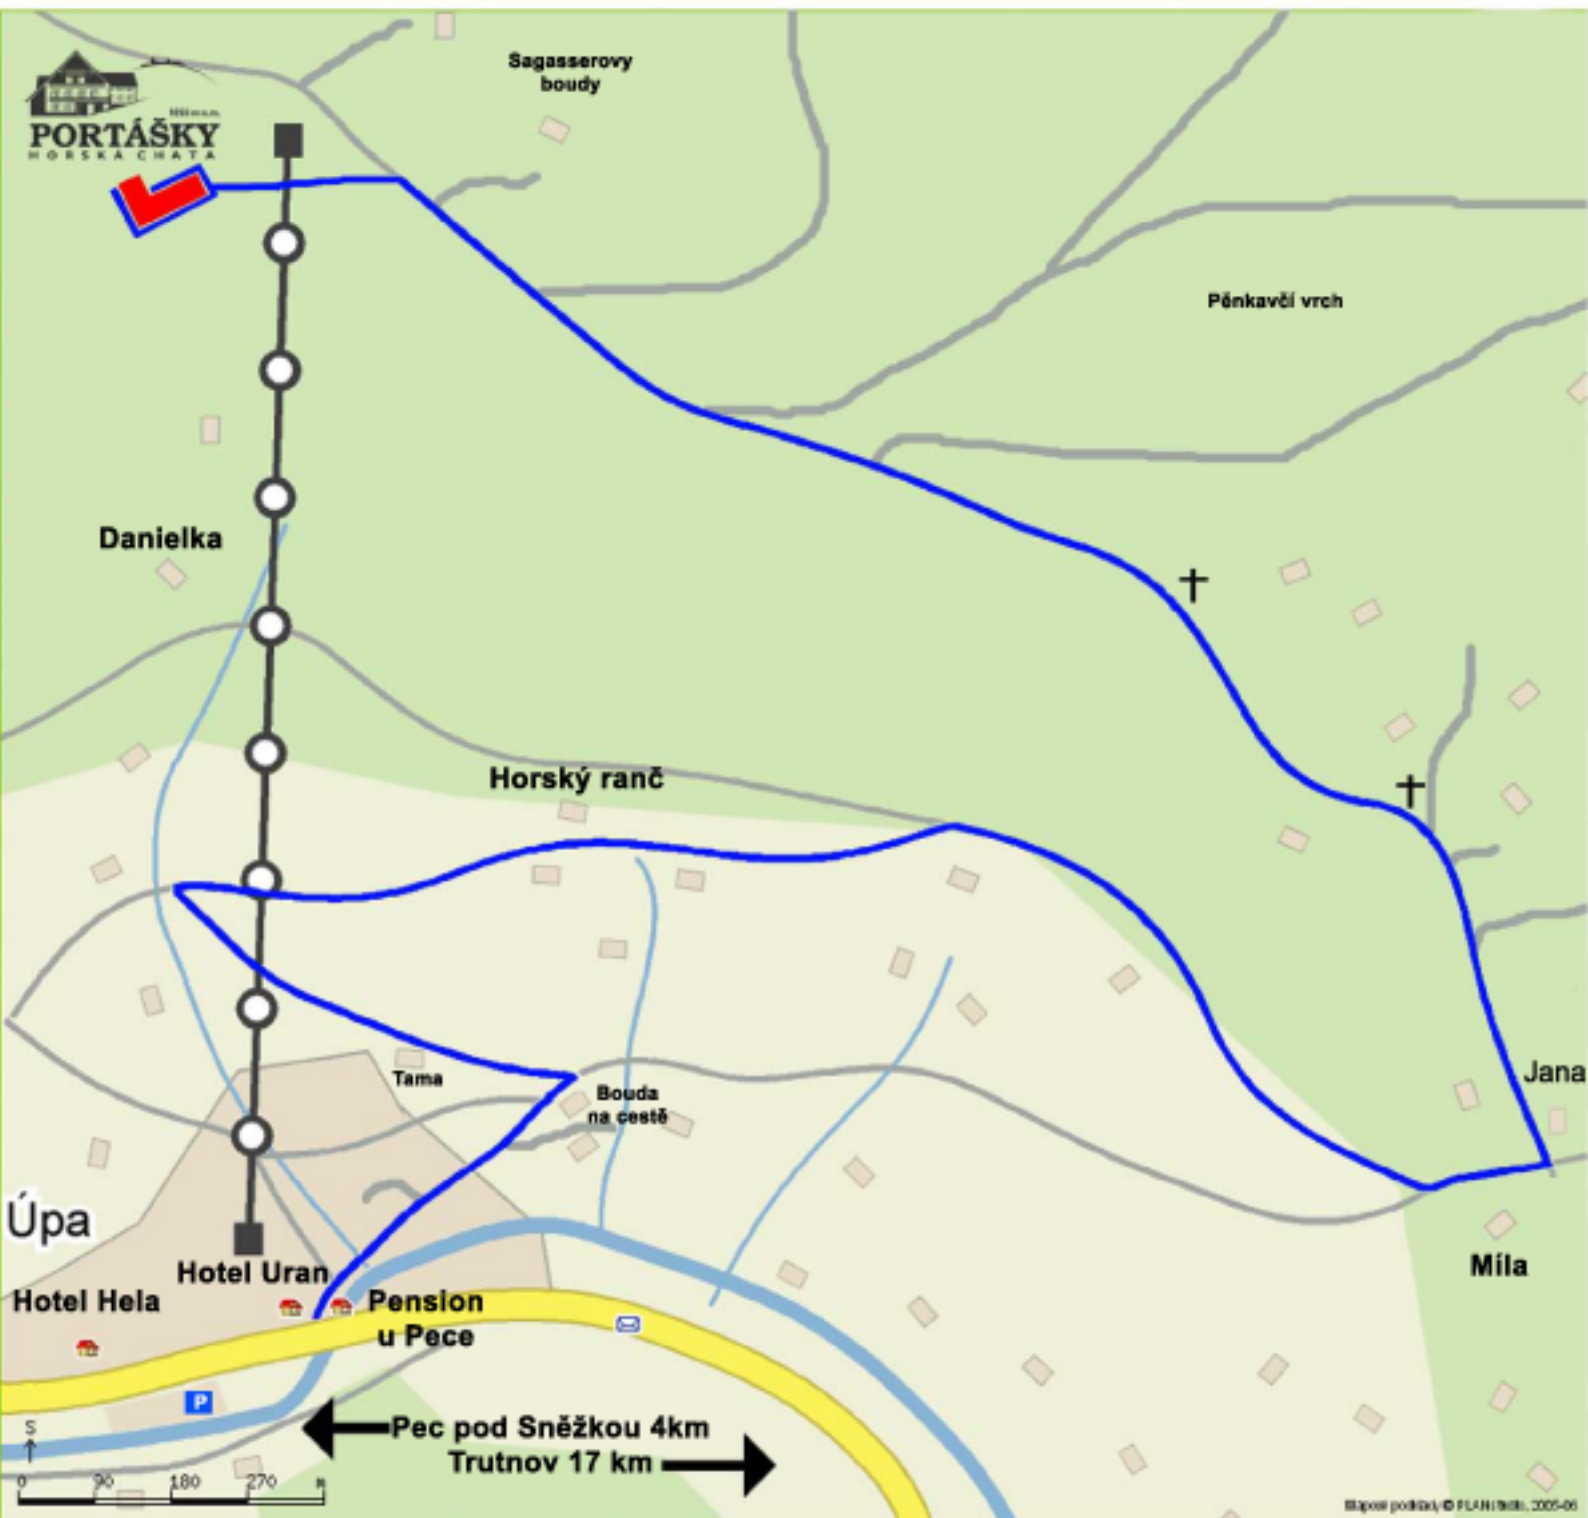 Sagasserovy
boudy
PORTÁŠKY
HORSKÁ CHATA
Pěnkavčí vrch
Danielka
Horský ranč
Jana
Tama
Bouda
na cestě
Úpa
Hotel Uran
Míla
Hotel Hela
Pension
u Pece
P
Pec pod Sněžkou 4km
Trutnov 17 km
S
0 90 180 270 M